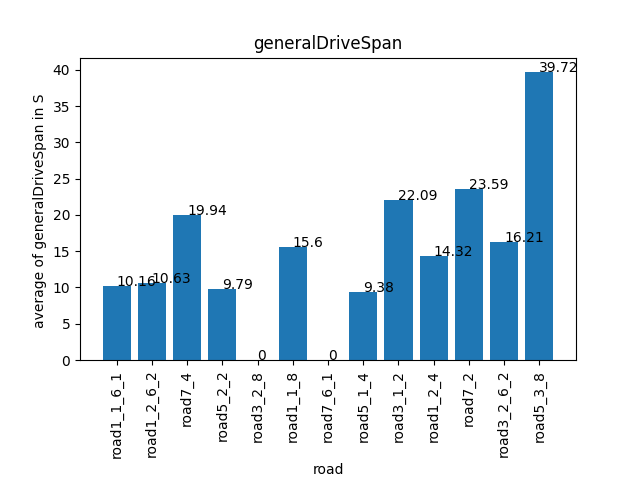 generalDriveSpan
average of generalDriveSpan in S
40
35
30
25
20
15
10
5
0
10.16
10.63
19.94
9.79
0
15.6
0
9.38
22.09
14.32
23.59
16.21
39.72
road1_1_6_1
road1_2_6_2
road7_4
road5_2_2
road3_2_8
road1_1_8
road7_6_1
road5_1_4
road3_1_2
road1_2_4
road7_2
road3_2_6_2
road5_3_8
road